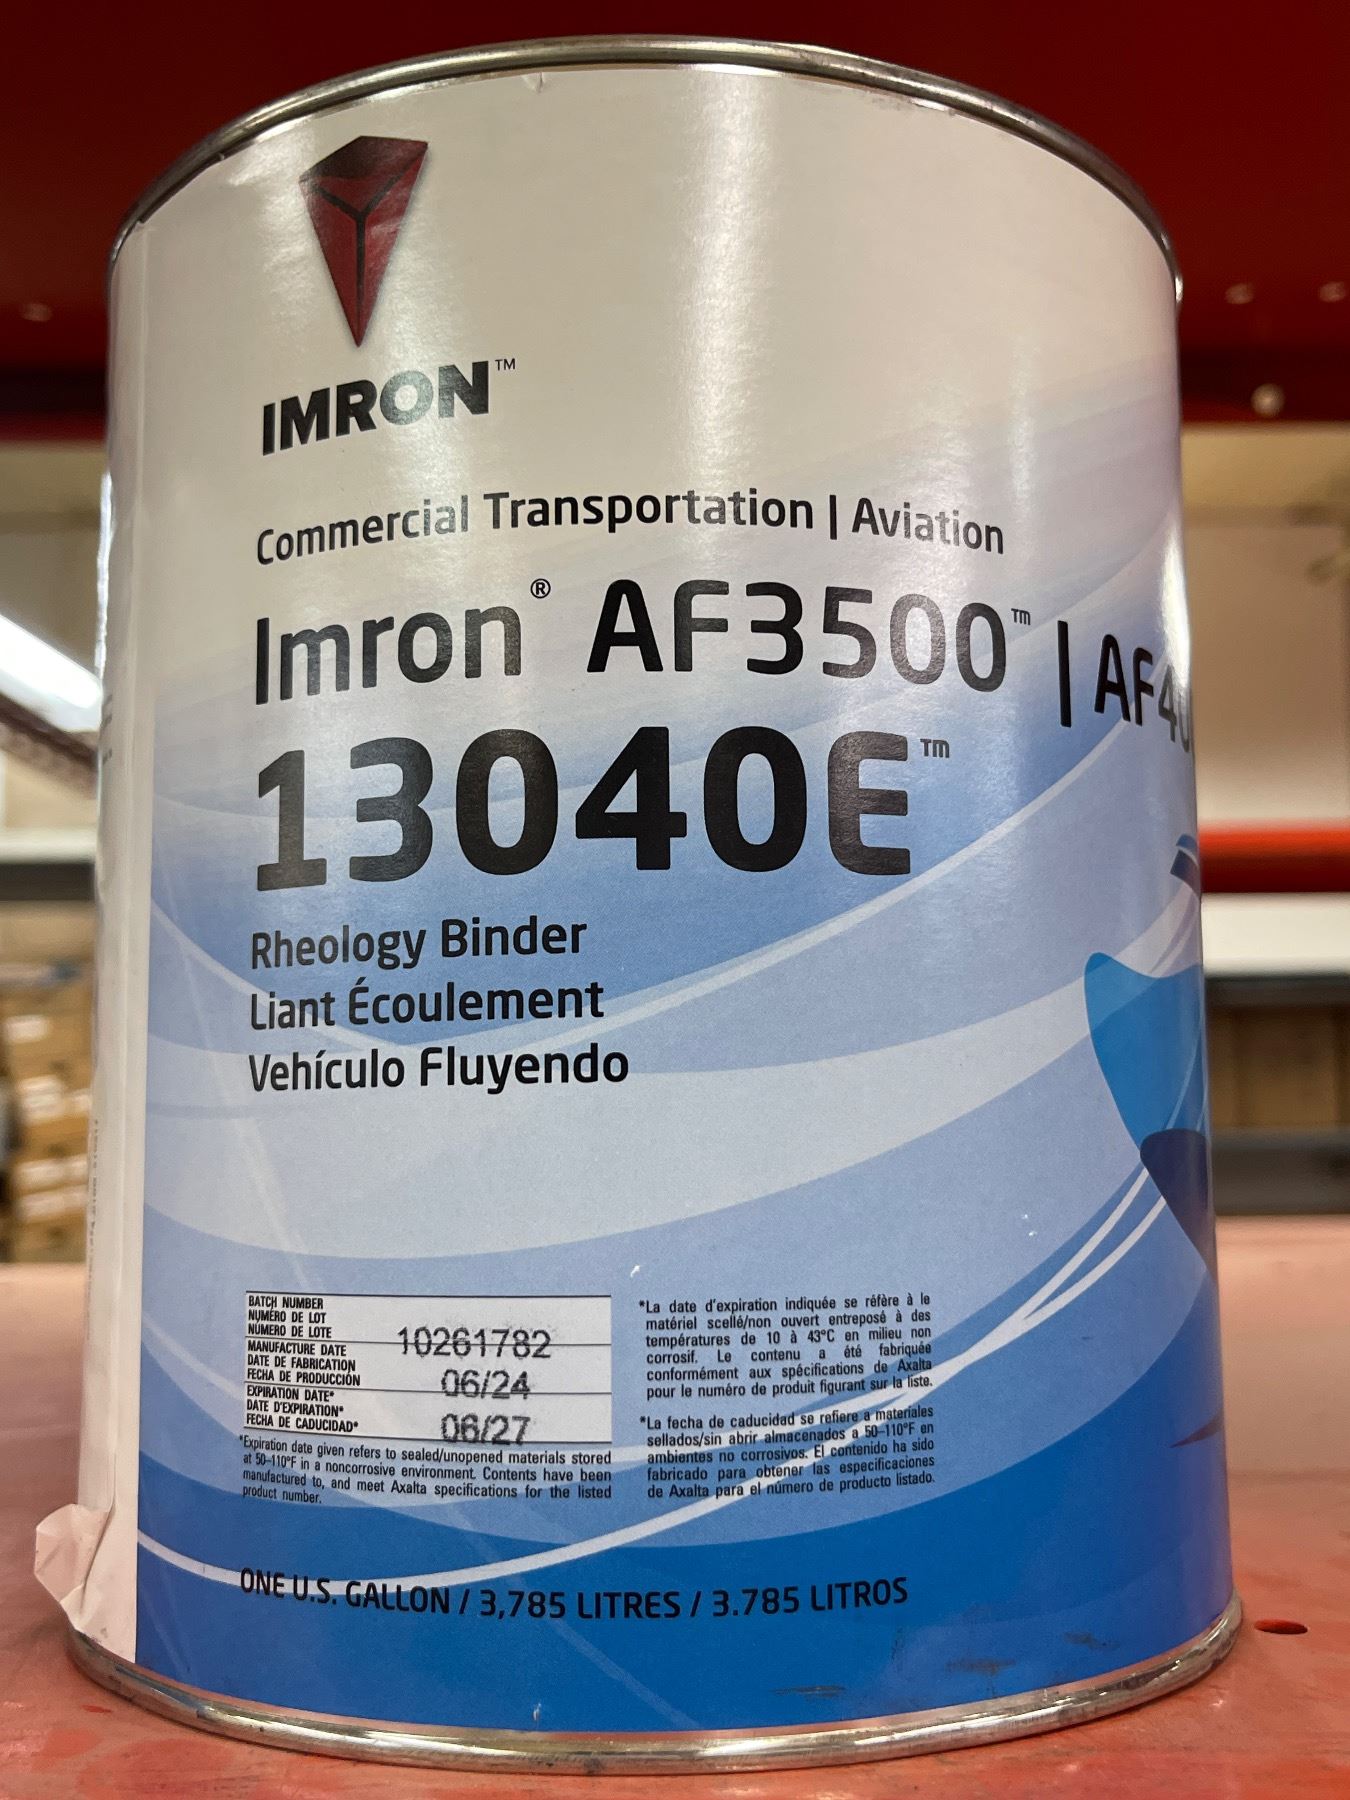 IMRON™
Commercial Transportation | Aviation
Imron® AF3500™ | AF40
13040E™
Rheology Binder
Liant Écoulement
Vehículo Fluyendo
BATCH NUMBER
NUMÉRO DE LOT
NUMERO DE LOTE
10261782
MANUFACTURE DATE
DATE DE FABRICATION
FECHA DE PRODUCCIÓN
06/24
EXPIRATION DATE*
DATE D'EXPIRATION*
FECHA DE CADUCIDAD*
06/27
*Expiration date given refers to sealed/unopened materials stored
at 50–110°F in a noncorrosive environment. Contents have been
manufactured to, and meet Axalta specifications for the listed
product number.
*La date d'expiration indiquée se réfère à le
matériel scellé/non ouvert entreposé à des
températures de 10 à 43°C en milieu non
corrosif. Le contenu a été fabriquée
conformément aux spécifications de Axalta
pour le numéro de produit figurant sur la liste.
*La fecha de caducidad se refiere a materiales
sellados/sin abrir almacenados a 50–110°F en
ambientes no corrosivos. El contenido ha sido
fabricado para obtener las especificaciones
de Axalta para el número de producto listado.
ONE U.S. GALLON / 3,785 LITRES / 3.785 LITROS